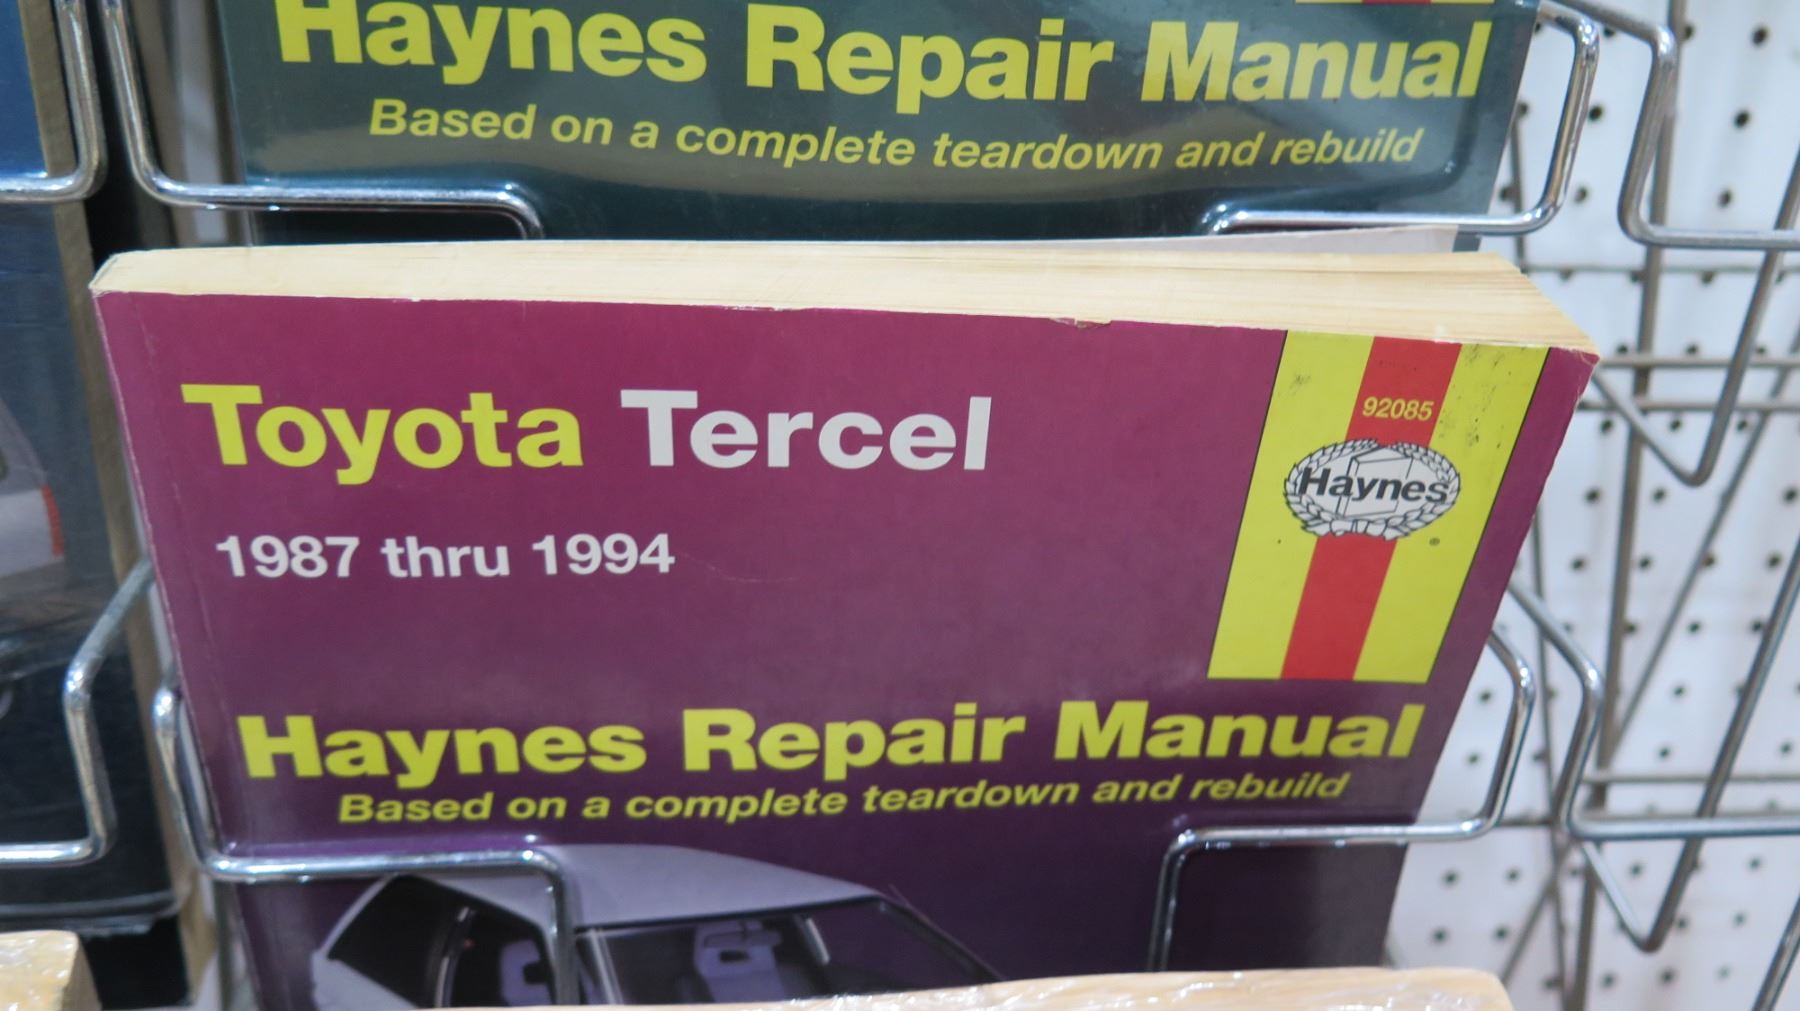 Haynes Repair Manual
Based on a complete teardown and rebuild
Toyota Tercel
1987 thru 1994
92085
Haynes
®
Haynes Repair Manual
Based on a complete teardown and rebuild